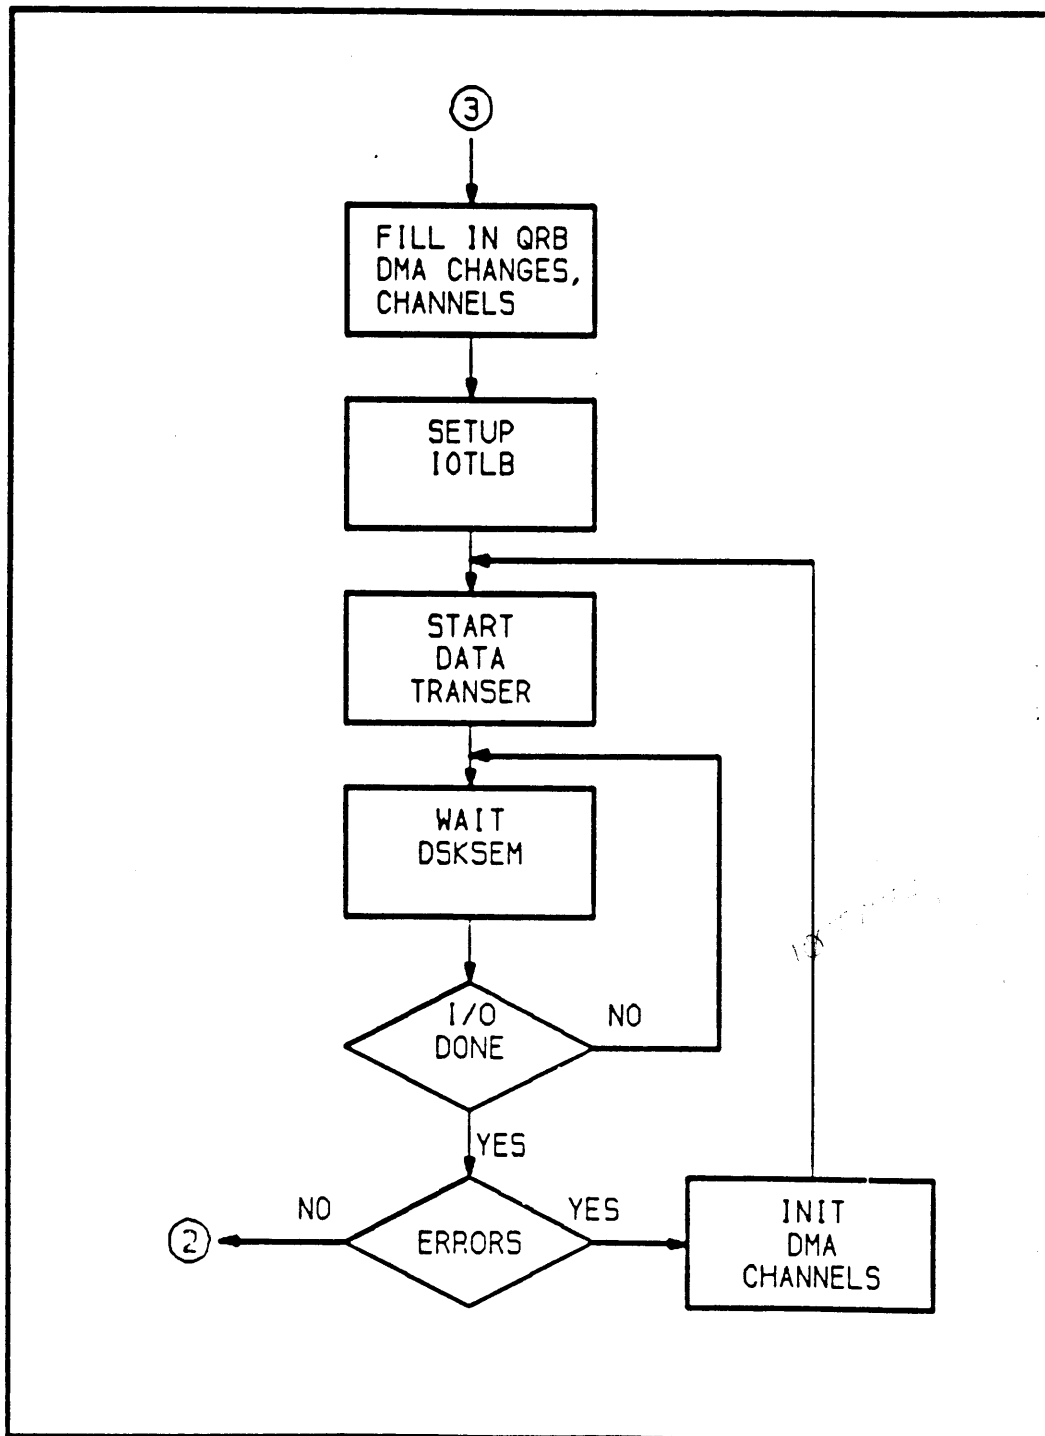 3
FILL IN QRB
DMA CHANGES,
CHANNELS
SETUP
IOTLB
START
DATA
TRANSER
WAIT
DSKSEM
I/O
DONE
NO
YES
ERRORS
NO
YES
2
INIT
DMA
CHANNELS